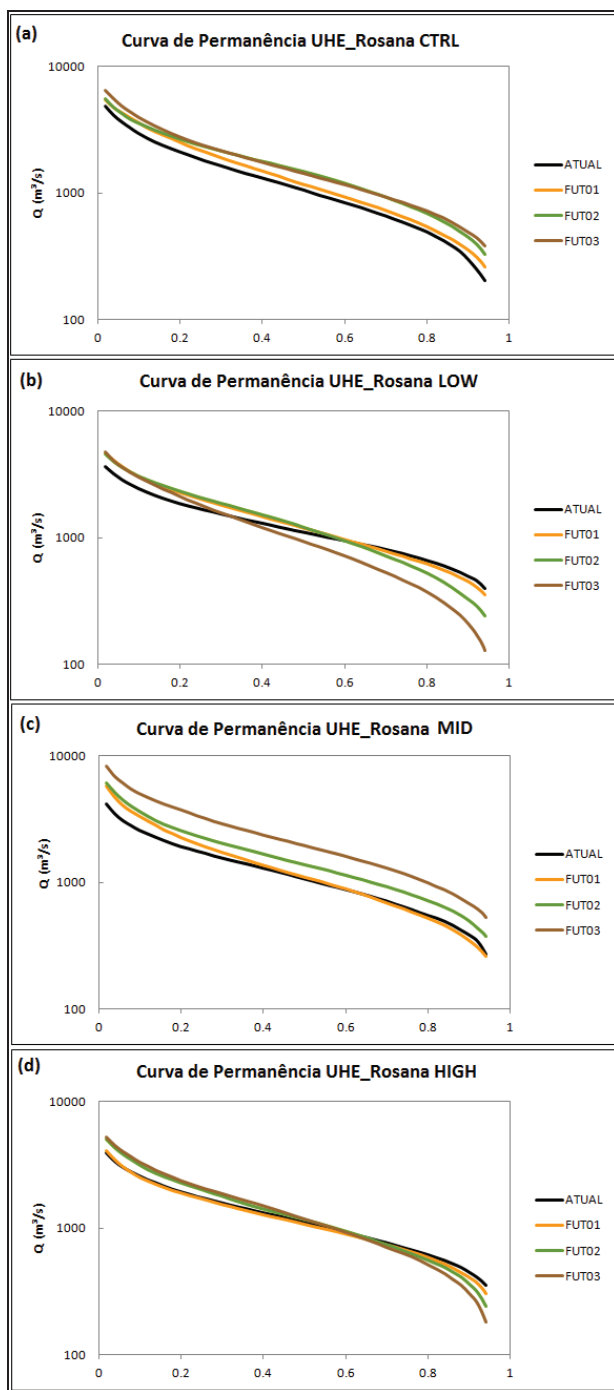 (a)
Curva de Permanência UHE_Rosana CTRL
10000
1000
100
Q (m³/s)
0 0.2 0.4 0.6 0.8 1
ATUAL
FUT01
FUT02
FUT03
(b)
Curva de Permanência UHE_Rosana LOW
10000
1000
100
Q (m³/s)
0 0.2 0.4 0.6 0.8 1
ATUAL
FUT01
FUT02
FUT03
(c)
Curva de Permanência UHE_Rosana MID
10000
1000
100
Q (m³/s)
0 0.2 0.4 0.6 0.8 1
ATUAL
FUT01
FUT02
FUT03
(d)
Curva de Permanência UHE_Rosana HIGH
10000
1000
100
Q (m³/s)
0 0.2 0.4 0.6 0.8 1
ATUAL
FUT01
FUT02
FUT03